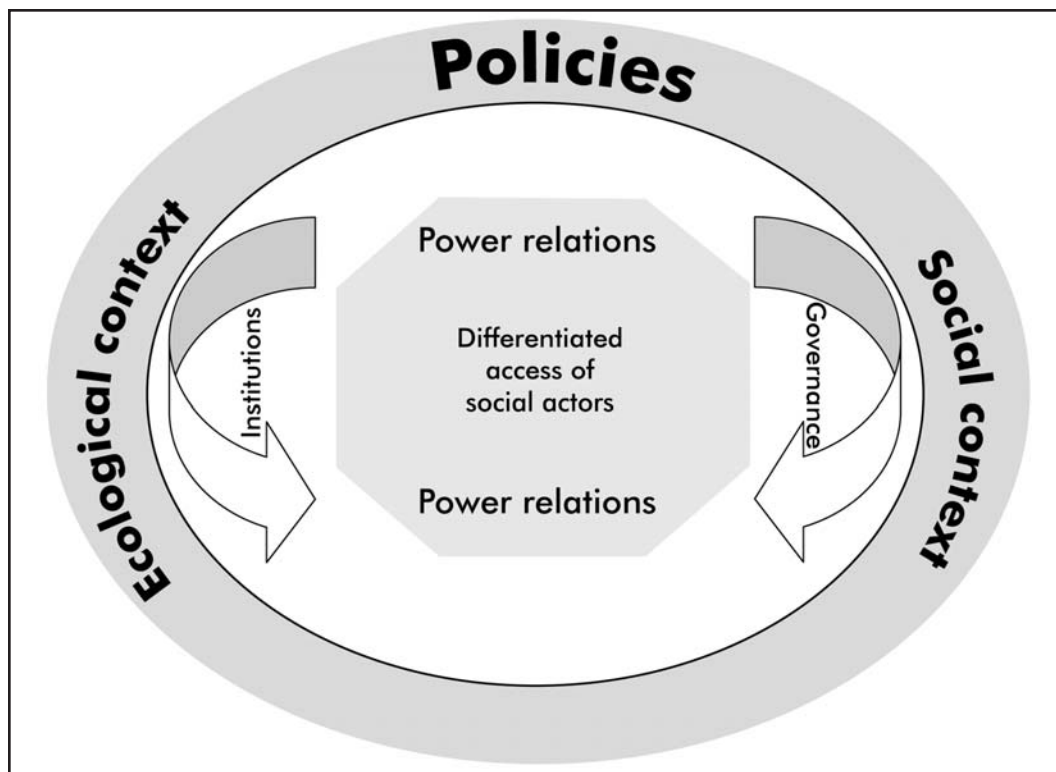 Policies
Ecological context
Social context
Power relations
Institutions
Governance
Differentiated
access of
social actors
Power relations